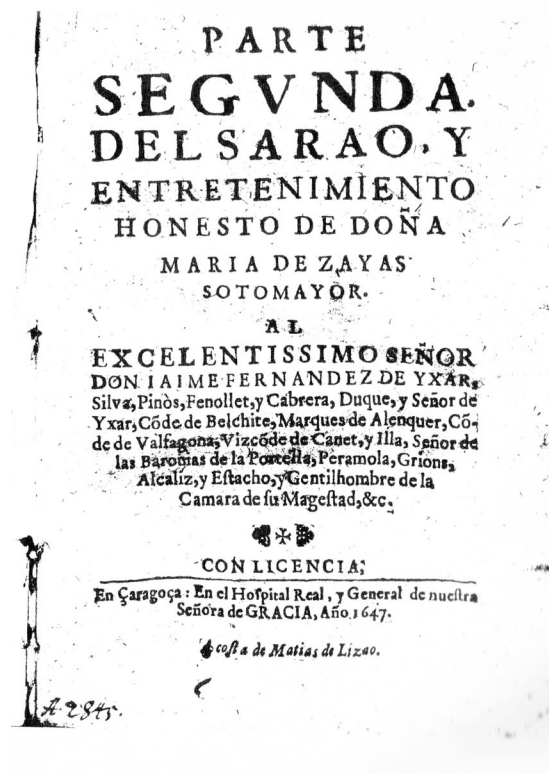 PARTE
SEGVNDA.
DEL SARAO, Y
ENTRETENIMIENTO
HONESTO DE DOÑA
MARIA DE ZAYAS
SOTOMAYOR.
AL
EXCELENTISSIMO SEÑOR
DON IAIME FERNANDEZ DE YXAR,
Silva, Pinòs, Fenollet, y Cabrera, Duque, y Señor de
Yxar, Cõde de Belchite, Marques de Alenquer, Cõ-
de de Valfagona, Vizcõde de Canet, y Illa, Señor de
las Baronias de la Portella, Peramola, Grions,
Alcaliz, y Estacho, y Gentilhombre de la
Camara de ſu Mageſtad, &c.
CON LICENCIA,
En Çaragoça: En el Hoſpital Real, y General de nueſtra
Señora de GRACIA, Año 1647.
A coſta de Matias de Lizao.
A. 2845.